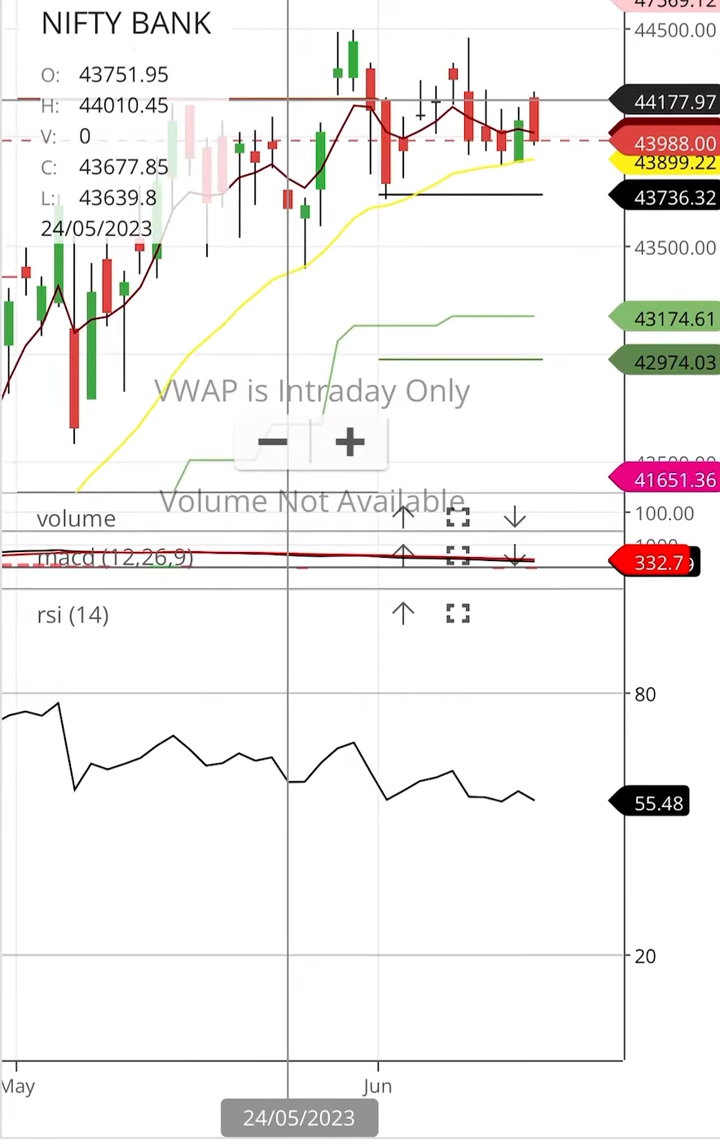 47569.12
NIFTY BANK
44500.00
O: 43751.95
H: 44010.45
44177.97
V: 0
43988.00
C: 43677.85
43899.22
L: 43639.8
43736.32
24/05/2023
43500.00
43174.61
42974.03
VWAP is Intraday Only
− +
41651.36
Volume Not Available
volume
100.00
macd (12,26,9)
332.7
rsi (14)
80
55.48
20
May
Jun
24/05/2023